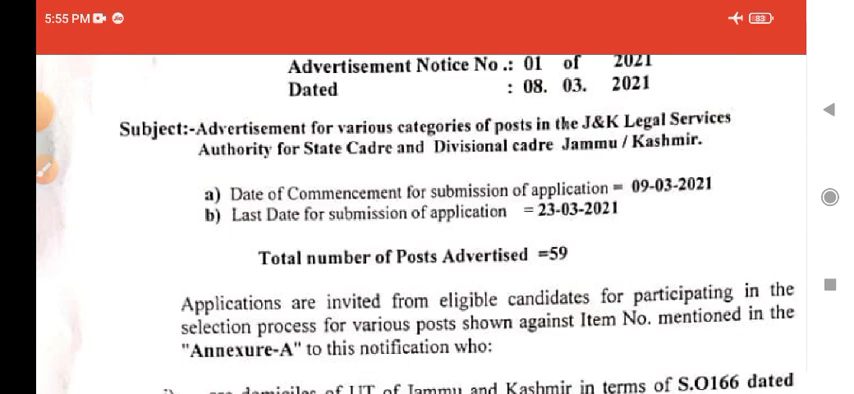 5:55 PM
83
Advertisement Notice No .: 01 of 2021
Dated : 08. 03. 2021
Subject:-Advertisement for various categories of posts in the J&K Legal Services
Authority for State Cadre and Divisional cadre Jammu / Kashmir.
a) Date of Commencement for submission of application = 09-03-2021
b) Last Date for submission of application = 23-03-2021
Total number of Posts Advertised =59
Applications are invited from eligible candidates for participating in the
selection process for various posts shown against Item No. mentioned in the
"Annexure-A" to this notification who:
are domiciles of UT of Jammu and Kashmir in terms of S.O166 dated